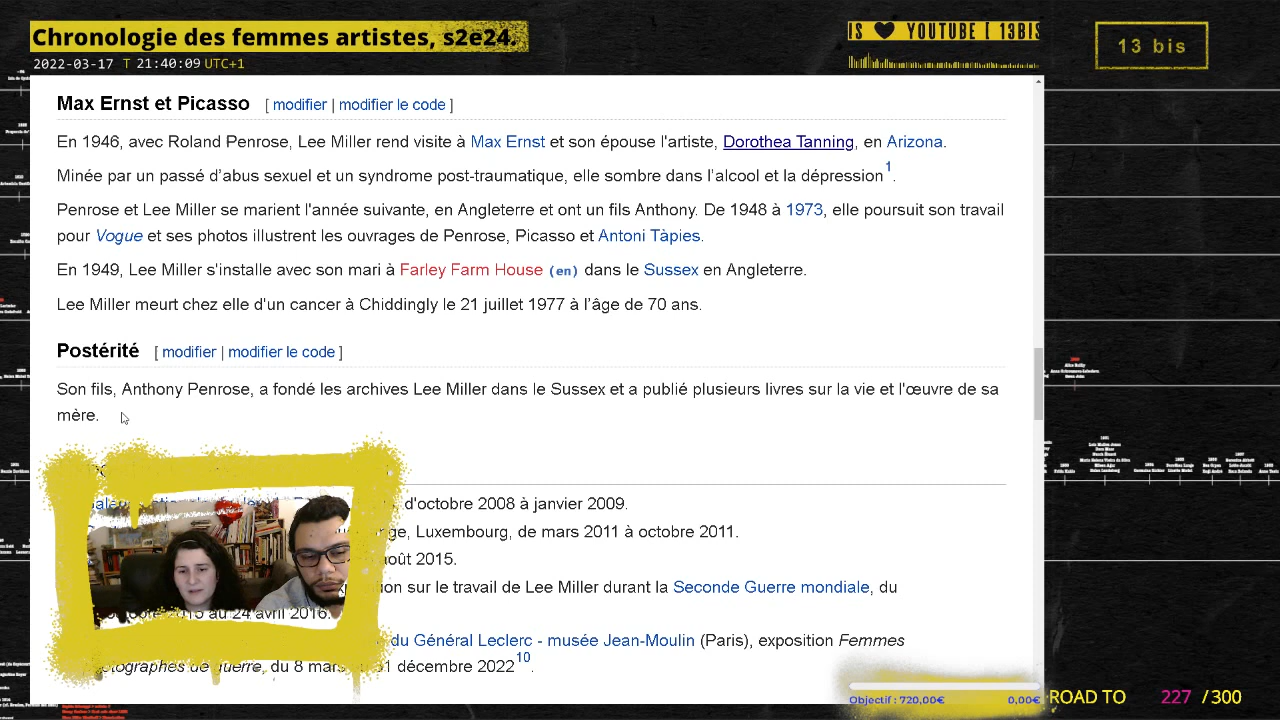 Chronologie des femmes artistes, s2e24.
IS ♥ YOUTUBE [ 13BIS
13 bis
2022-03-17 T 21:40:09 UTC+1
Max Ernst et Picasso [ modifier | modifier le code ]
En 1946, avec Roland Penrose, Lee Miller rend visite à Max Ernst et son épouse l'artiste, Dorothea Tanning, en Arizona.
Minée par un passé d’abus sexuel et un syndrome post-traumatique, elle sombre dans l’alcool et la dépression1.
Penrose et Lee Miller se marient l'année suivante, en Angleterre et ont un fils Anthony. De 1948 à 1973, elle poursuit son travail
pour Vogue et ses photos illustrent les ouvrages de Penrose, Picasso et Antoni Tàpies.
En 1949, Lee Miller s'installe avec son mari à Farley Farm House (en) dans le Sussex en Angleterre.
Lee Miller meurt chez elle d'un cancer à Chiddingly le 21 juillet 1977 à l'âge de 70 ans.
Postérité [ modifier | modifier le code ]
Son fils, Anthony Penrose, a fondé les archives Lee Miller dans le Sussex et a publié plusieurs livres sur la vie et l'œuvre de sa
mère.
d'octobre 2008 à janvier 2009.
Luxembourg, de mars 2011 à octobre 2011.
août 2015.
sur le travail de Lee Miller durant la Seconde Guerre mondiale, du
2015 au 24 avril 2016.
du Général Leclerc - musée Jean-Moulin (Paris), exposition Femmes
de guerre, du 8 mars 31 décembre 202210.
Objectif : 720,00€ 0,00€
ROAD TO 227 / 300